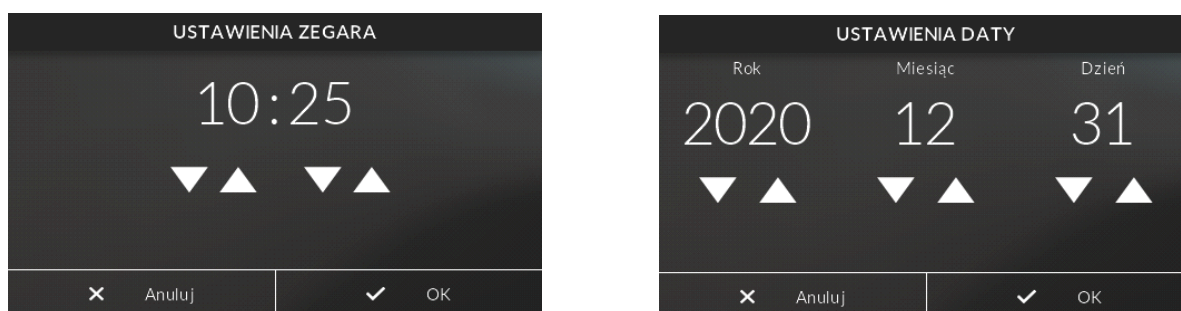 USTAWIENIA ZEGARA
10:25
Anuluj
OK
USTAWIENIA DATY
Rok Miesiąc Dzień
2020 12 31
Anuluj
OK